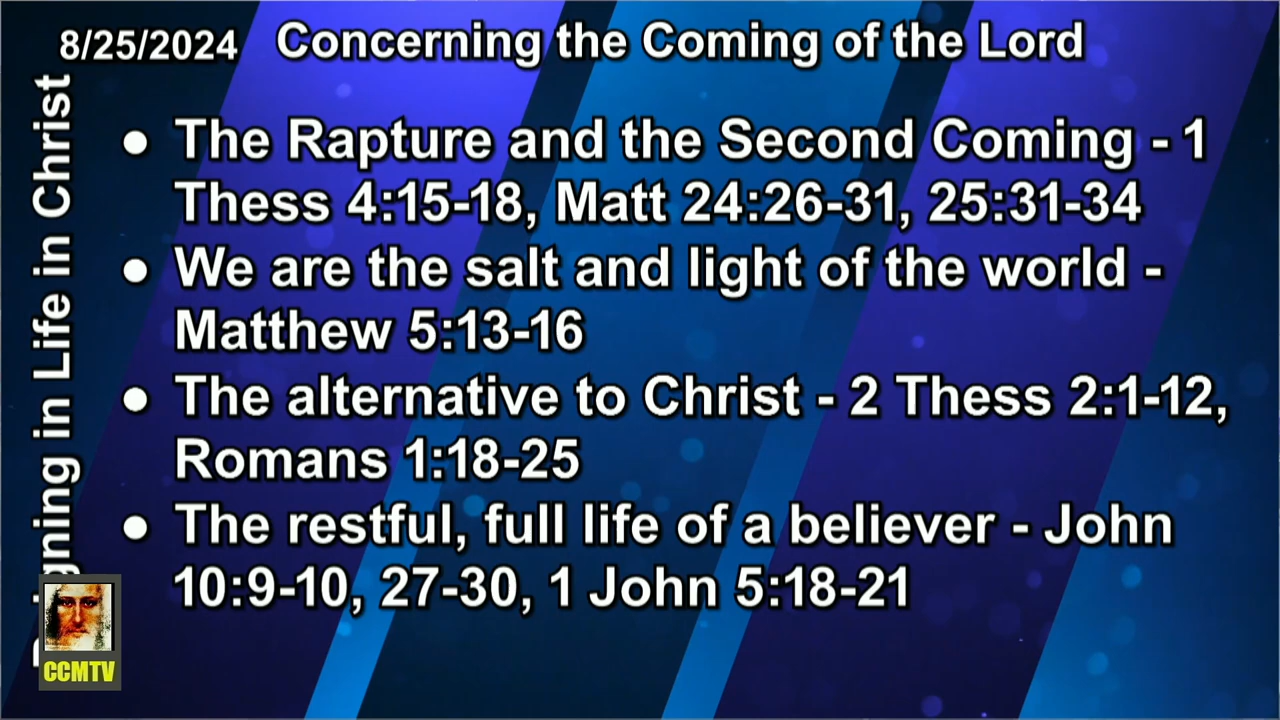 8/25/2024 Concerning the Coming of the Lord
● The Rapture and the Second Coming - 1
Thess 4:15-18, Matt 24:26-31, 25:31-34
● We are the salt and light of the world -
Matthew 5:13-16
● The alternative to Christ - 2 Thess 2:1-12,
Romans 1:18-25
● The restful, full life of a believer - John
10:9-10, 27-30, 1 John 5:18-21
in Life in Christ
CCMTV